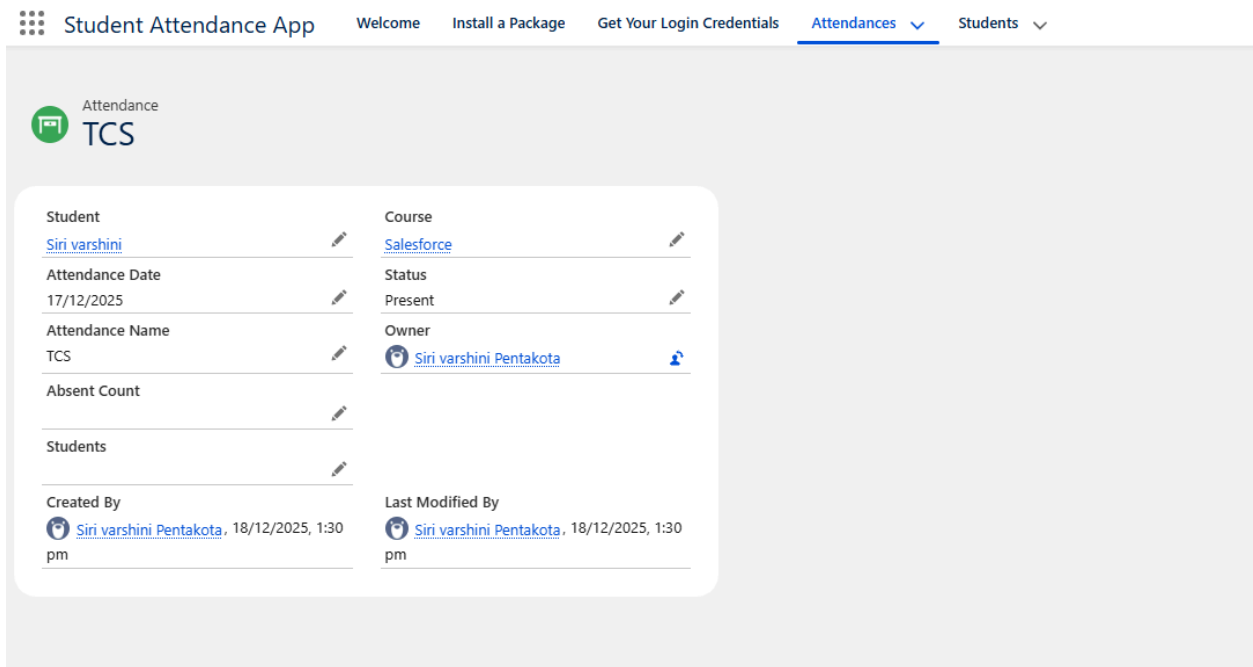 Student Attendance App Welcome Install a Package Get Your Login Credentials Attendances Students
Attendance
TCS
Student Course
Siri varshini Salesforce
Attendance Date Status
17/12/2025 Present
Attendance Name Owner
TCS Siri varshini Pentakota
Absent Count
Students
Created By Last Modified By
Siri varshini Pentakota, 18/12/2025, 1:30 Siri varshini Pentakota, 18/12/2025, 1:30
pm pm